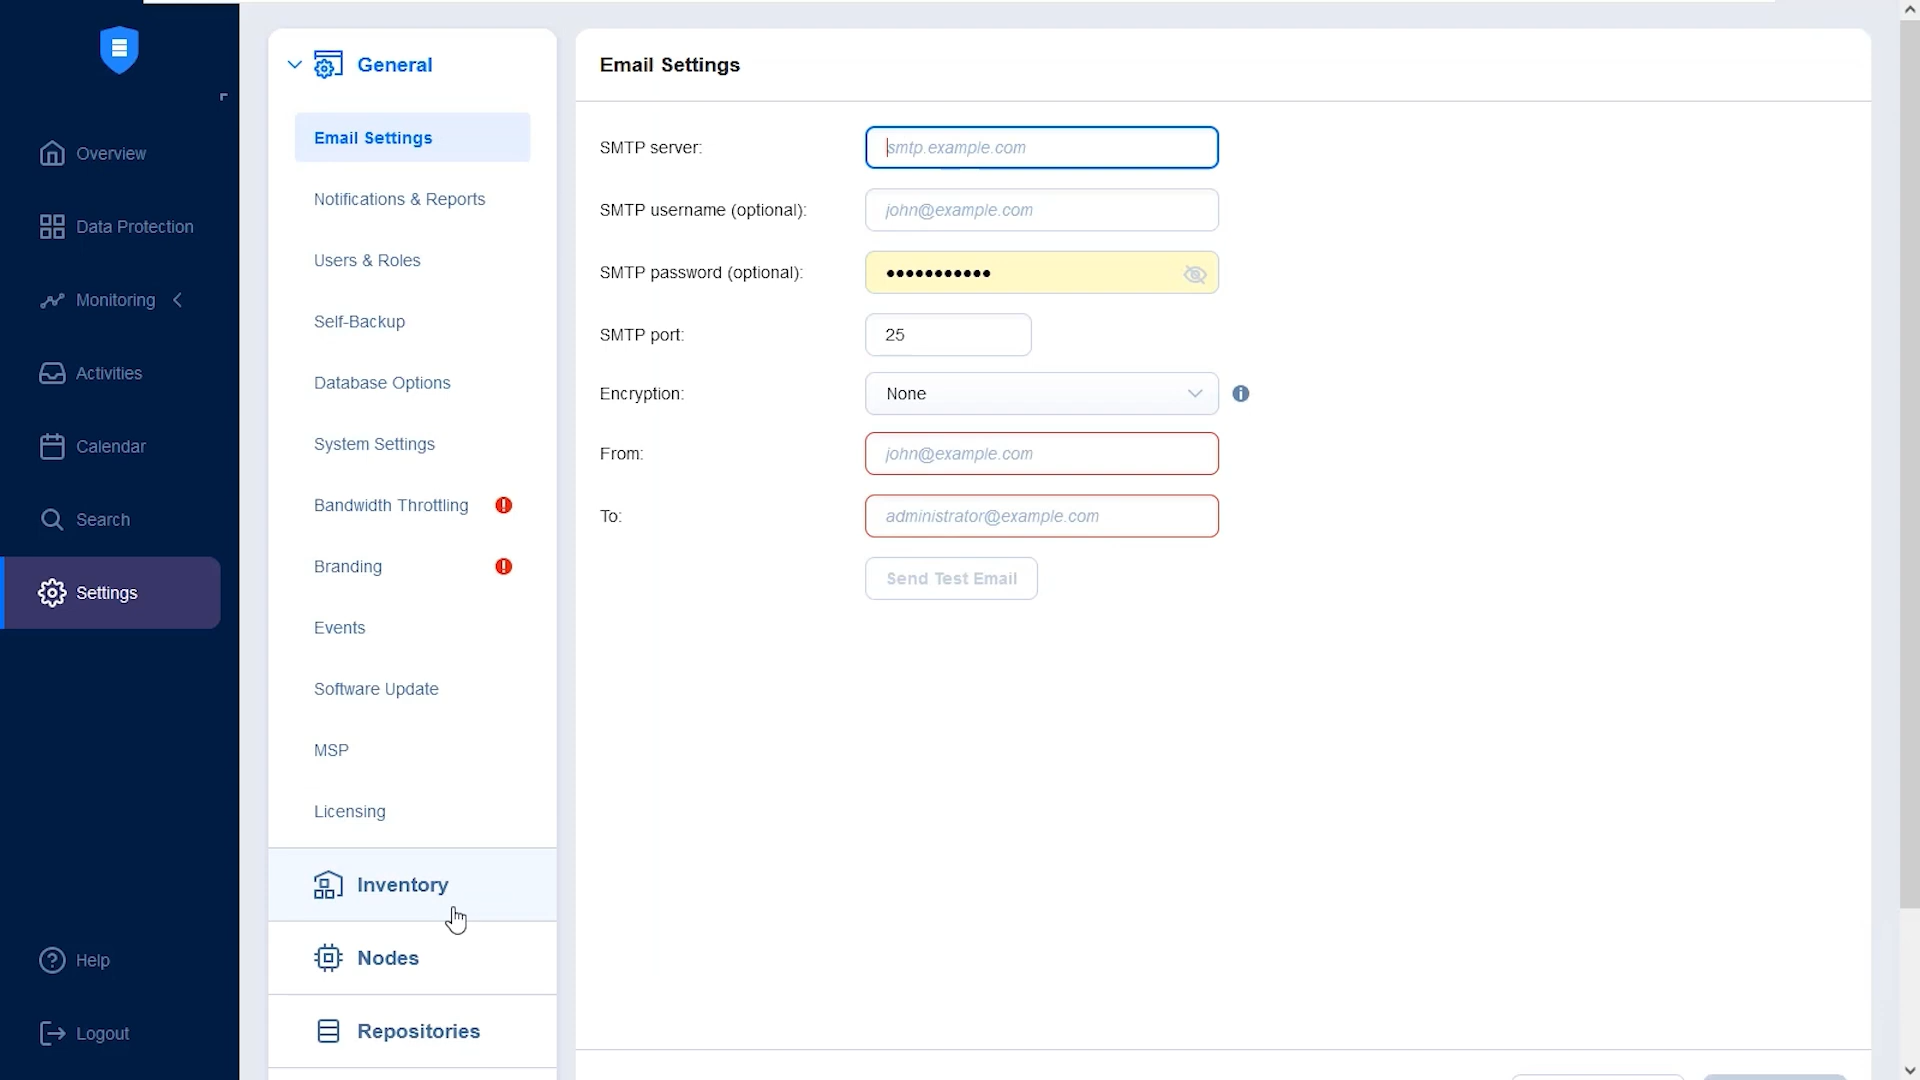 Overview
Data Protection
Monitoring
Activities
Calendar
Search
Settings
Help
Logout
General
Email Settings
Notifications & Reports
Users & Roles
Self-Backup
Database Options
System Settings
Bandwidth Throttling
Branding
Events
Software Update
MSP
Licensing
Inventory
Nodes
Repositories
Email Settings
SMTP server: smtp.example.com
SMTP username (optional): john@example.com
SMTP password (optional): •••••••••••
SMTP port: 25
Encryption: None
From: john@example.com
To: administrator@example.com
Send Test Email